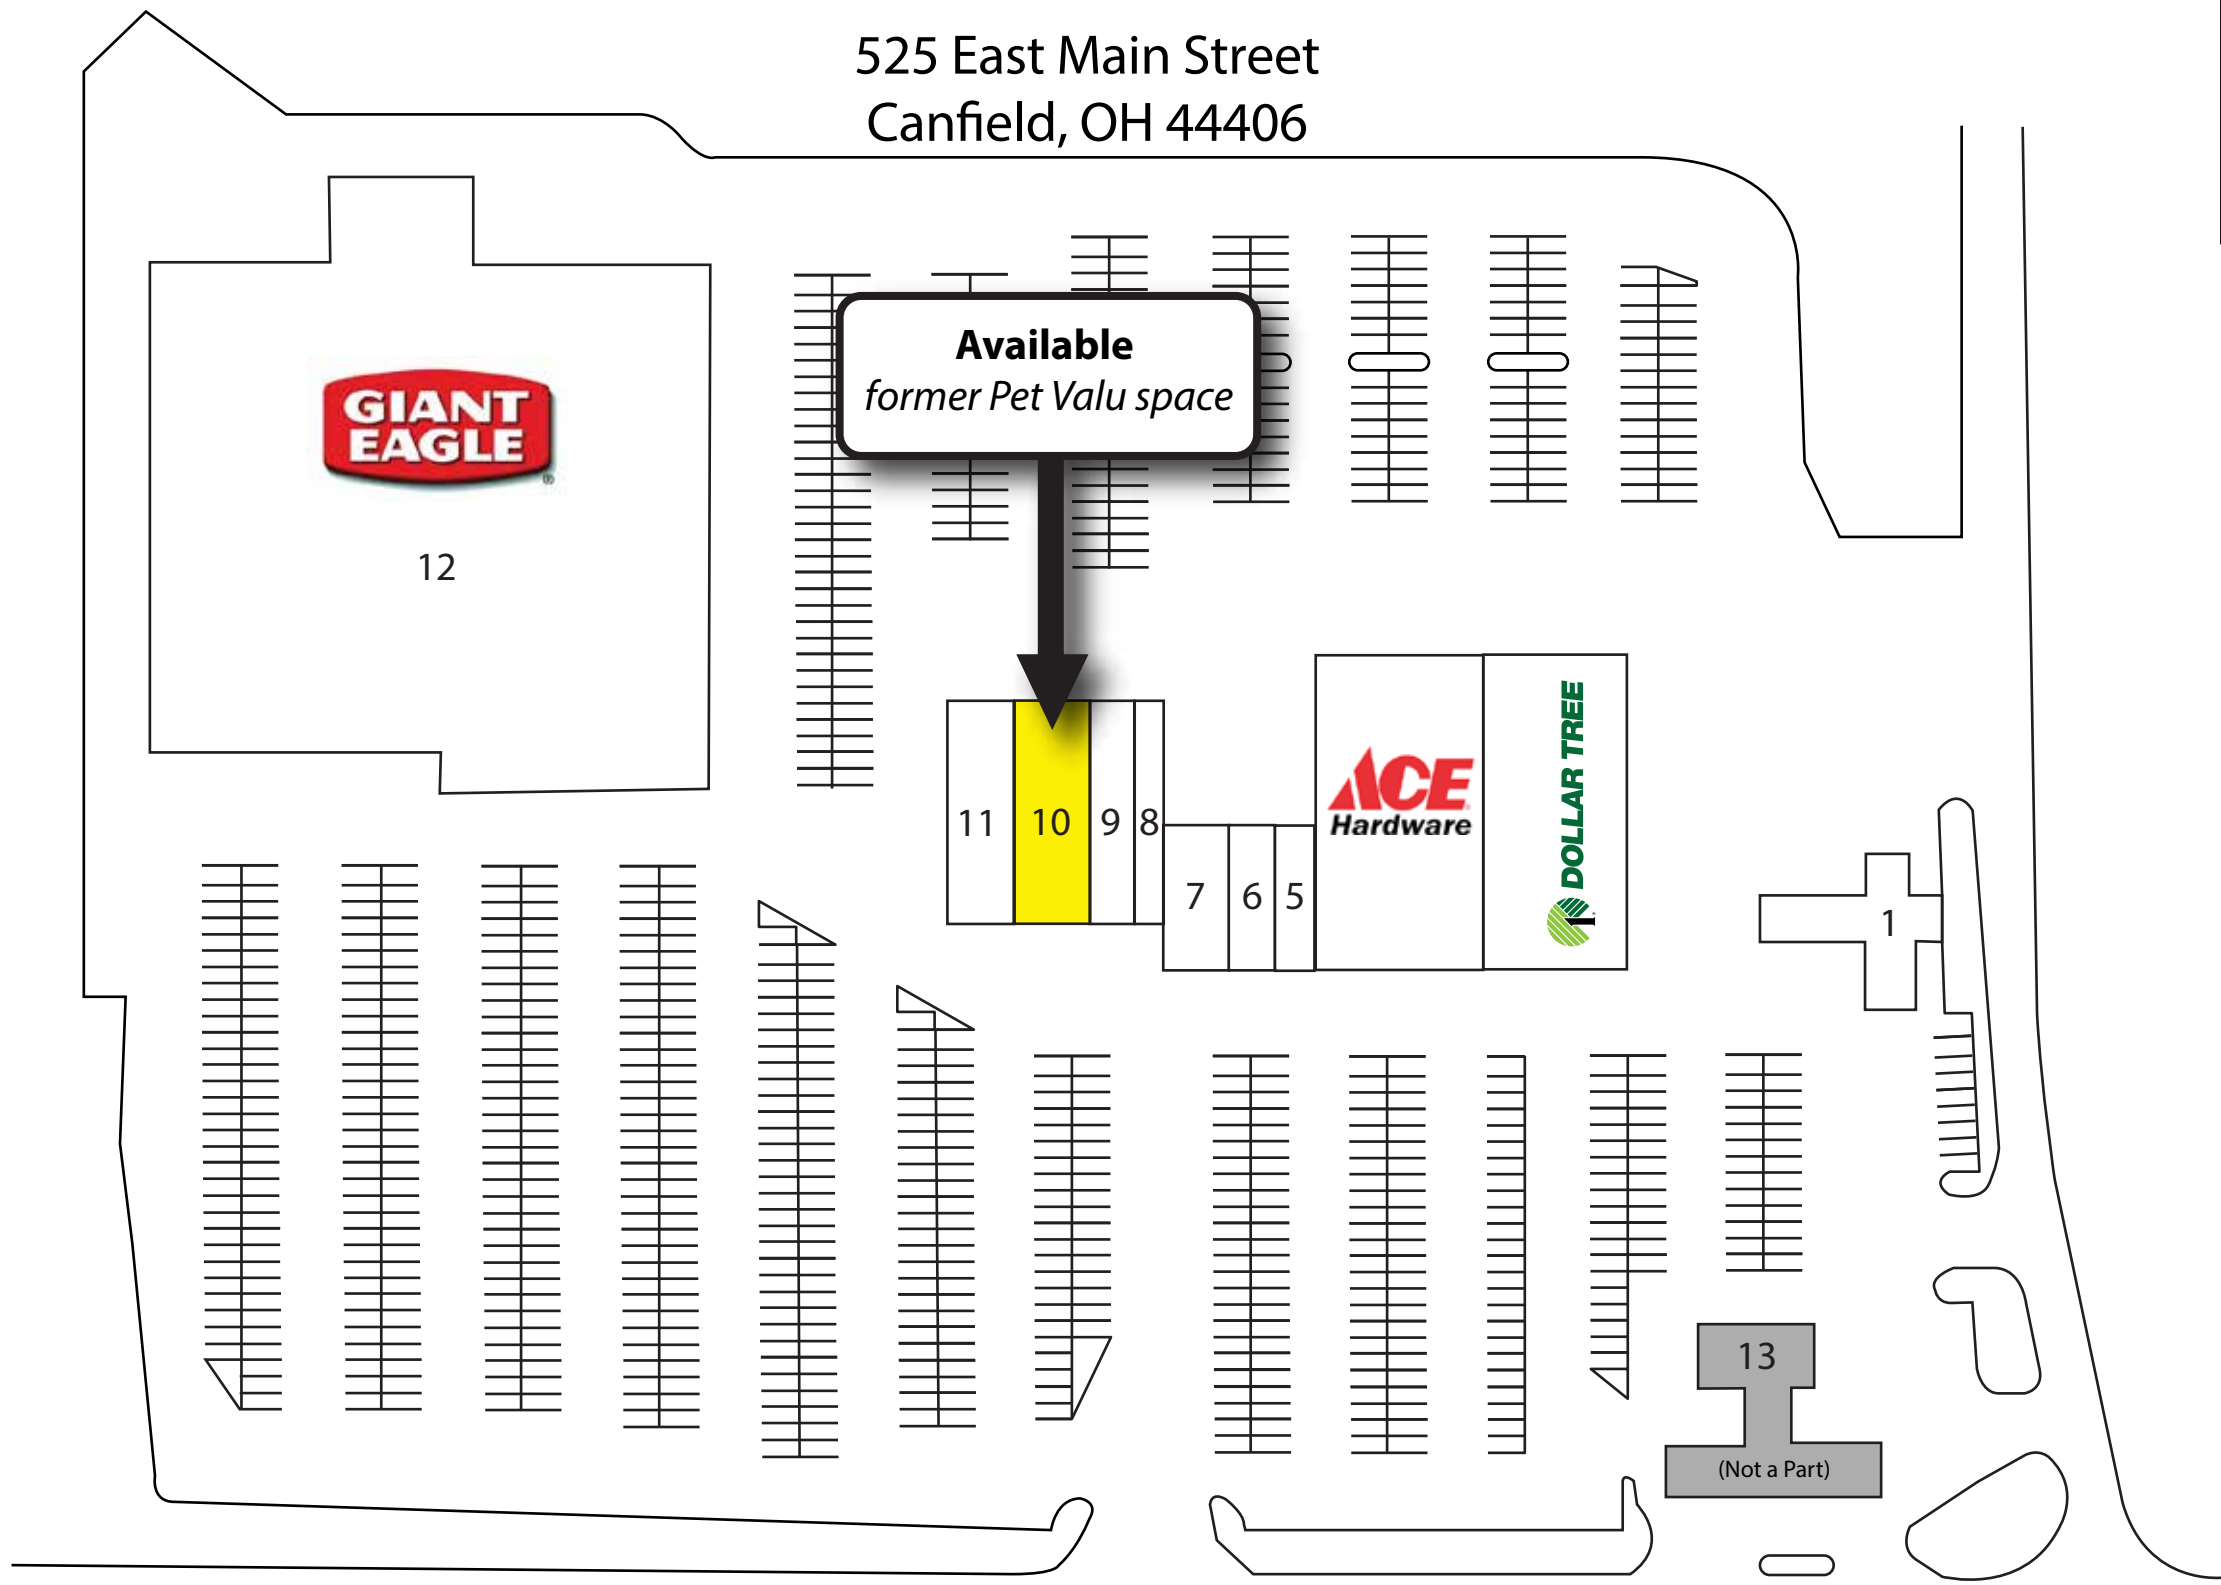 525 East Main Street
Canfield, OH 44406
Available
former Pet Valu space
GIANT
EAGLE
®
12
11
10
9
8
7
6
5
ACE
Hardware
DOLLAR TREE
1
13
(Not a Part)